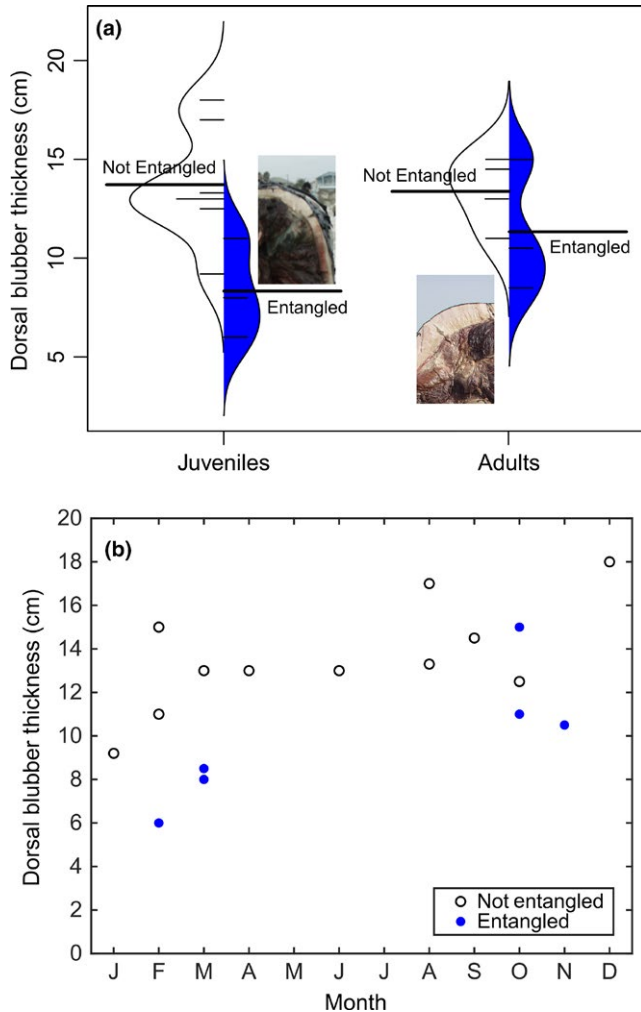 (a)
Dorsal blubber thickness (cm)
20
15
10
5
Not Entangled
Entangled
Not Entangled
Entangled
Juveniles Adults
(b)
Dorsal blubber thickness (cm)
20
18
16
14
12
10
8
6
4
2
0
Not entangled
Entangled
J F M A M J J A S O N D
Month